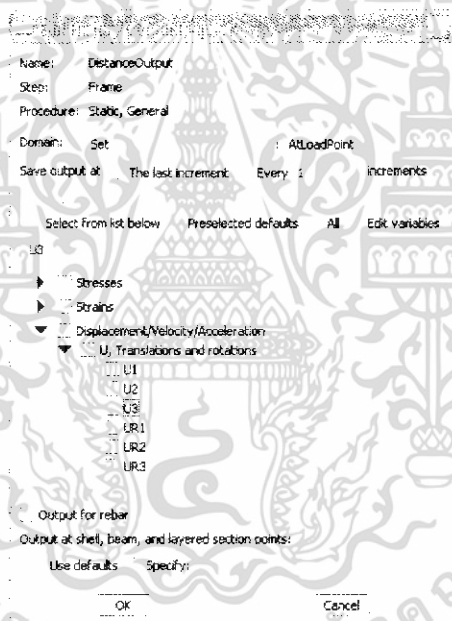 Name: DistanceOutput
Step: Frame
Procedure: Static, General
Domain: Set : AtLoadPoint
Save output at The last increment Every 1 increments
Select from list below Preselected defaults All Edit variables
U3
Stresses
Strains
Displacement/Velocity/Acceleration
U, Translations and rotations
U1
U2
U3
UR1
UR2
UR3
Output for rebar
Output at shell, beam, and layered section points:
Use defaults Specify:
OK Cancel